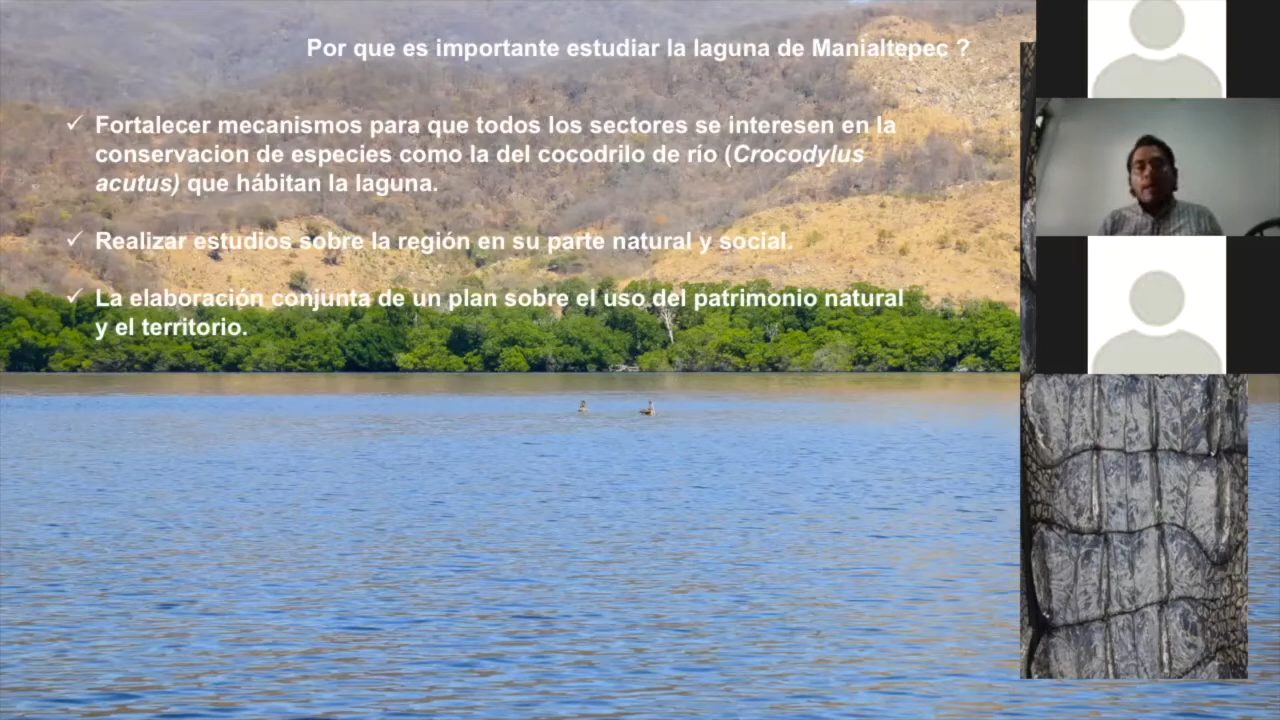 Por que es importante estudiar la laguna de Manialtepec ?
✓ Fortalecer mecanismos para que todos los sectores se interesen en la
conservacion de especies como la del cocodrilo de río (Crocodylus
acutus) que hábitan la laguna.
✓ Realizar estudios sobre la región en su parte natural y social.
✓ La elaboración conjunta de un plan sobre el uso del patrimonio natural
y el territorio.